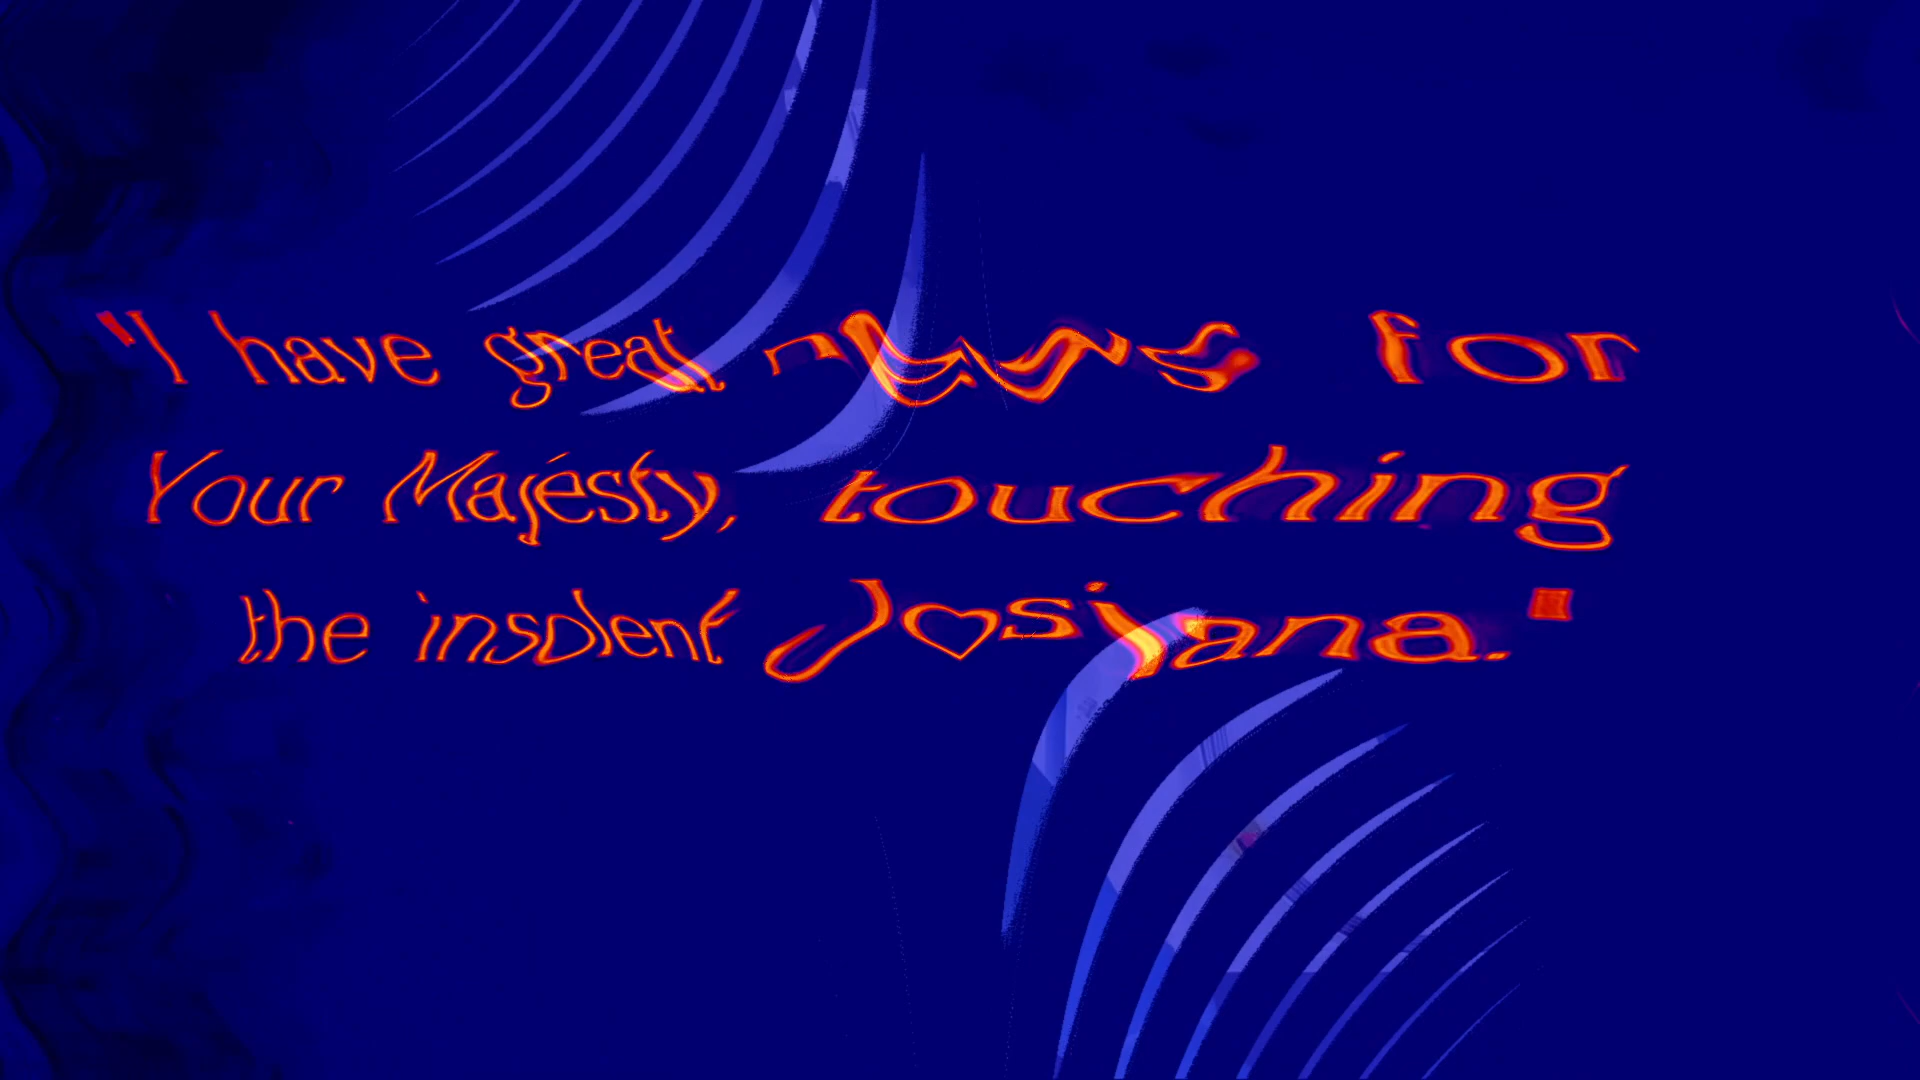 "I have great news for
Your Majesty, touching
the insolent Josiana."